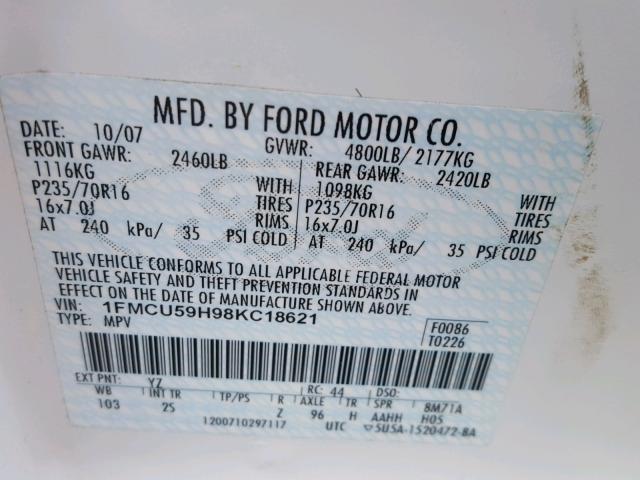 MFD. BY FORD MOTOR CO.
DATE: 10/07 GVWR: 4800LB/ 2177KG
FRONT GAWR: 2460LB REAR GAWR: 2420LB
1116KG WITH 1098KG WITH
P235/70R16 TIRES P235/70R16 TIRES
16x7.0J RIMS 16x7.0J RIMS
AT 240 kPa/ 35 PSI COLD AT 240 kPa/ 35 PSI COLD
THIS VEHICLE CONFORMS TO ALL APPLICABLE FEDERAL MOTOR
VEHICLE SAFETY AND THEFT PREVENTION STANDARDS IN
EFFECT ON THE DATE OF MANUFACTURE SHOWN ABOVE.
VIN: 1FMCU59H98KC18621 F0086
TYPE: MPV T0226
EXT PNT: YZ RC: 44 DSO:
WB INT TR TP/PS R AXLE TR SPR 8M71A
103 2S Z 96 H AAHH H05
1200710297117 UTC ▽5U5A-1520472-BA
Ford